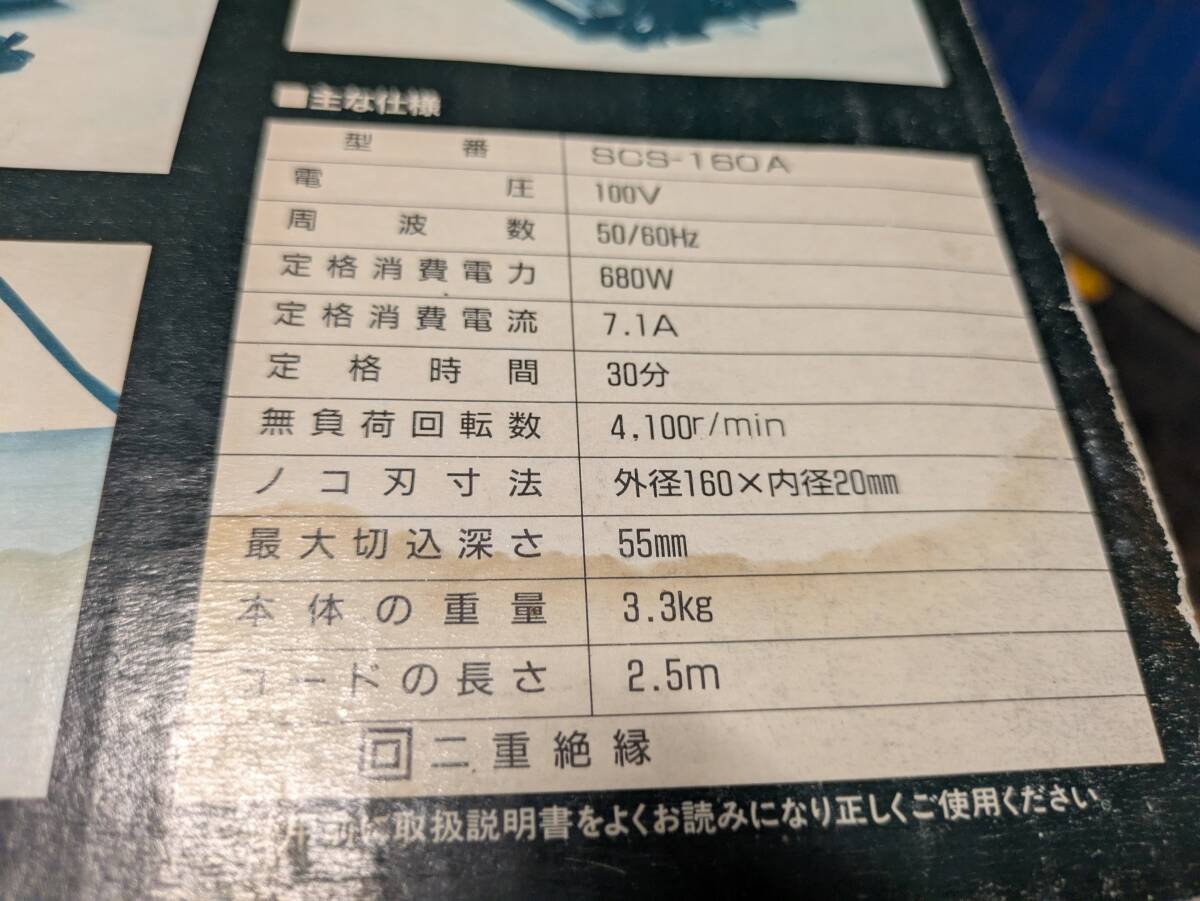 ■主な仕様
型番 SCS-160A
電圧 100V
周波数 50/60Hz
定格消費電力 680W
定格消費電流 7.1A
定格時間 30分
無負荷回転数 4,100r/min
ノコ刃寸法 外径160×内径20mm
最大切込深さ 55mm
本体の重量 3.3kg
コードの長さ 2.5m
回 二重絶縁
に取扱説明書をよくお読みになり正しくご使用ください。